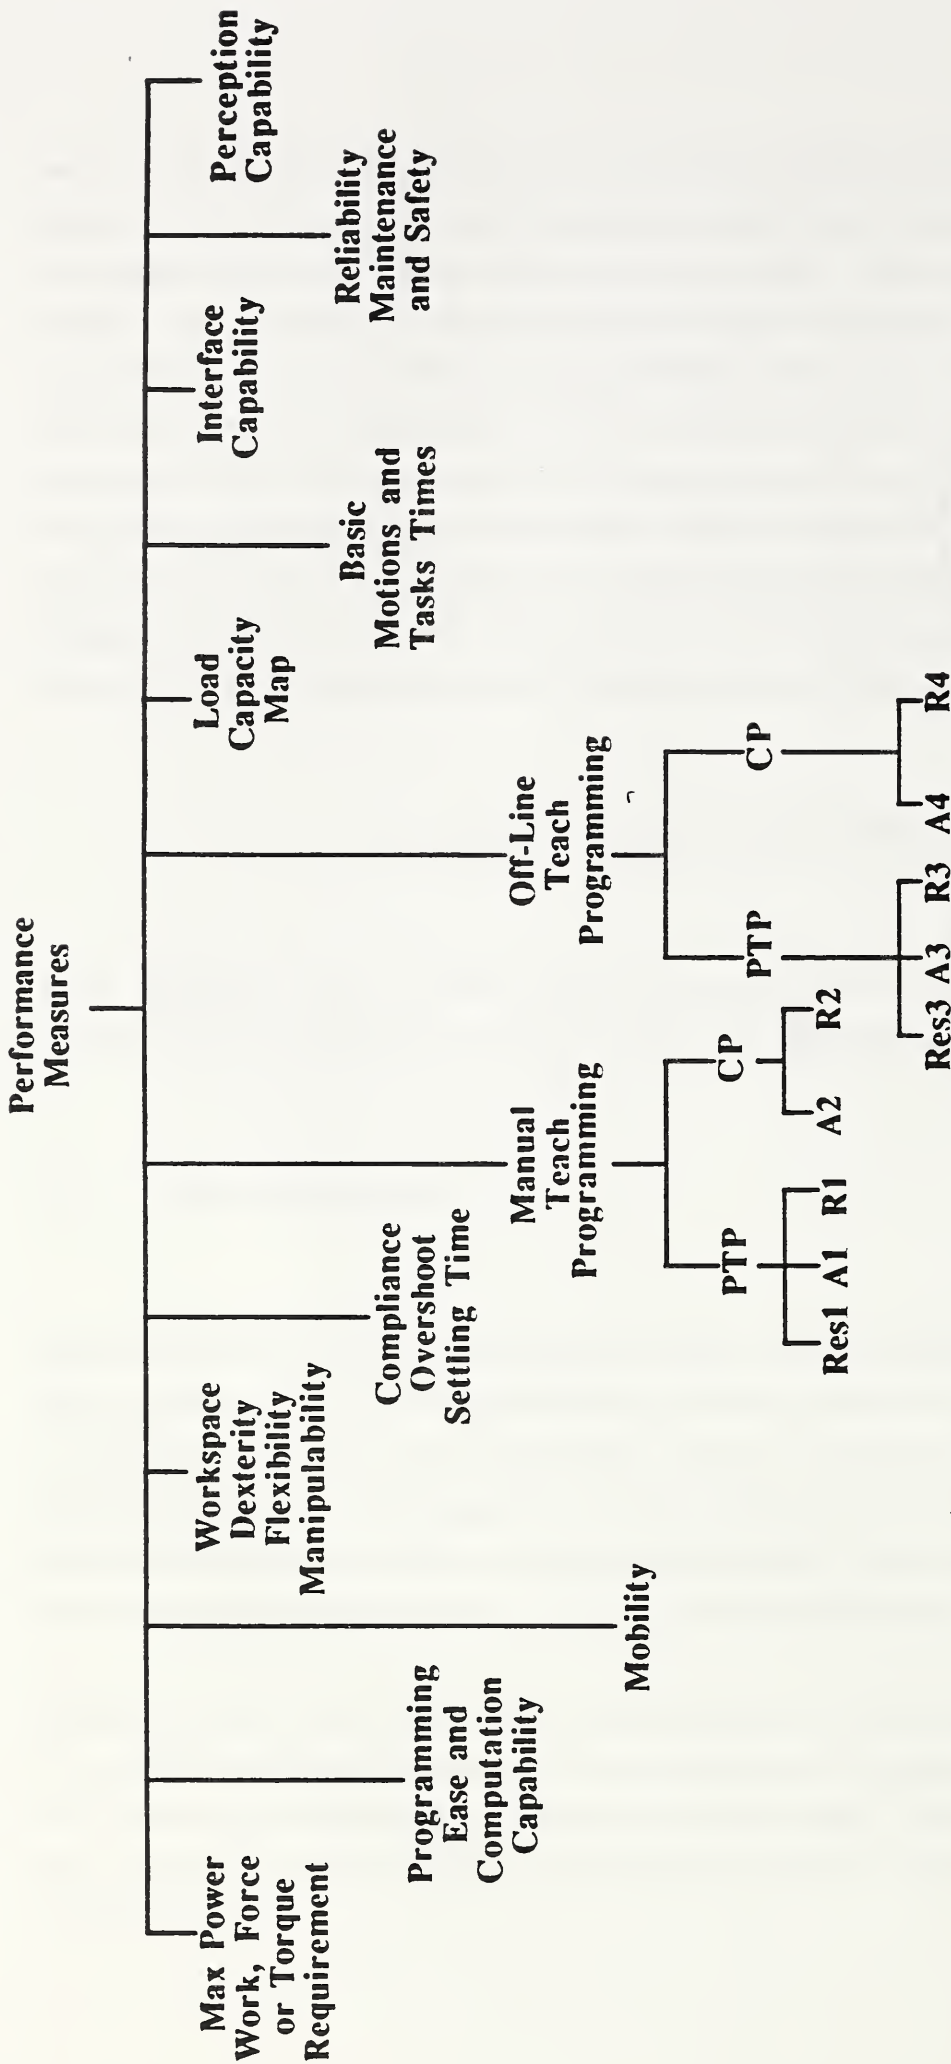 Performance
Measures
Max Power
Work, Force
or Torque
Requirement
Programming
Ease and
Computation
Capability
Mobility
Workspace
Dexterity
Flexibility
Manipulability
Compliance
Overshoot
Settling Time
Manual
Teach
Programming
PTP
CP
Res1 A1 R1
A2 R2
Off-Line
Teach
Programming
PTP
CP
Res3 A3 R3
A4 R4
Load
Capacity
Map
Basic
Motions and
Tasks Times
Interface
Capability
Reliability
Maintenance
and Safety
Perception
Capability